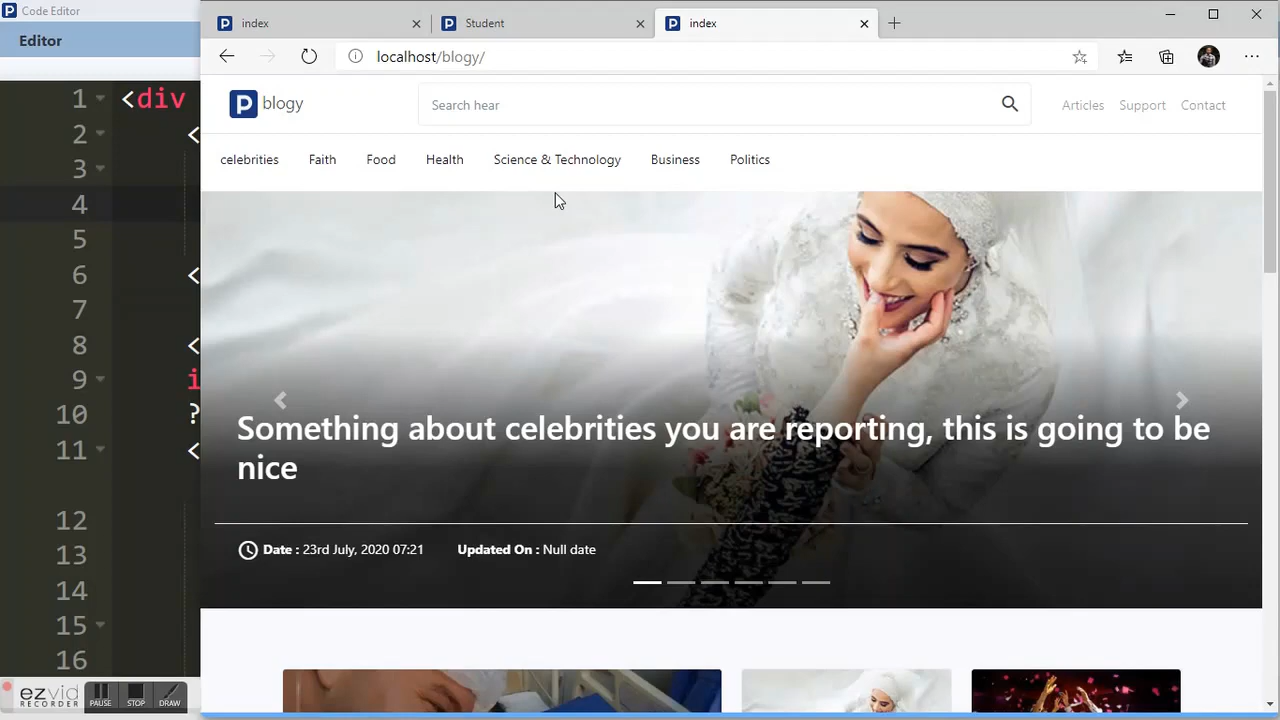 Code Editor
index
Student
index
Editor
localhost/blogy/
P blogy
Search hear
Articles Support Contact
celebrities Faith Food Health Science & Technology Business Politics
1 <div
2 <
3
4
5
6 <
7
8 <
9 i
10 ?
11 <
12
13
14
15
16
Something about celebrities you are reporting, this is going to be
nice
Date : 23rd July, 2020 07:21 Updated On : Null date
ezvid
RECORDER
PAUSE STOP DRAW